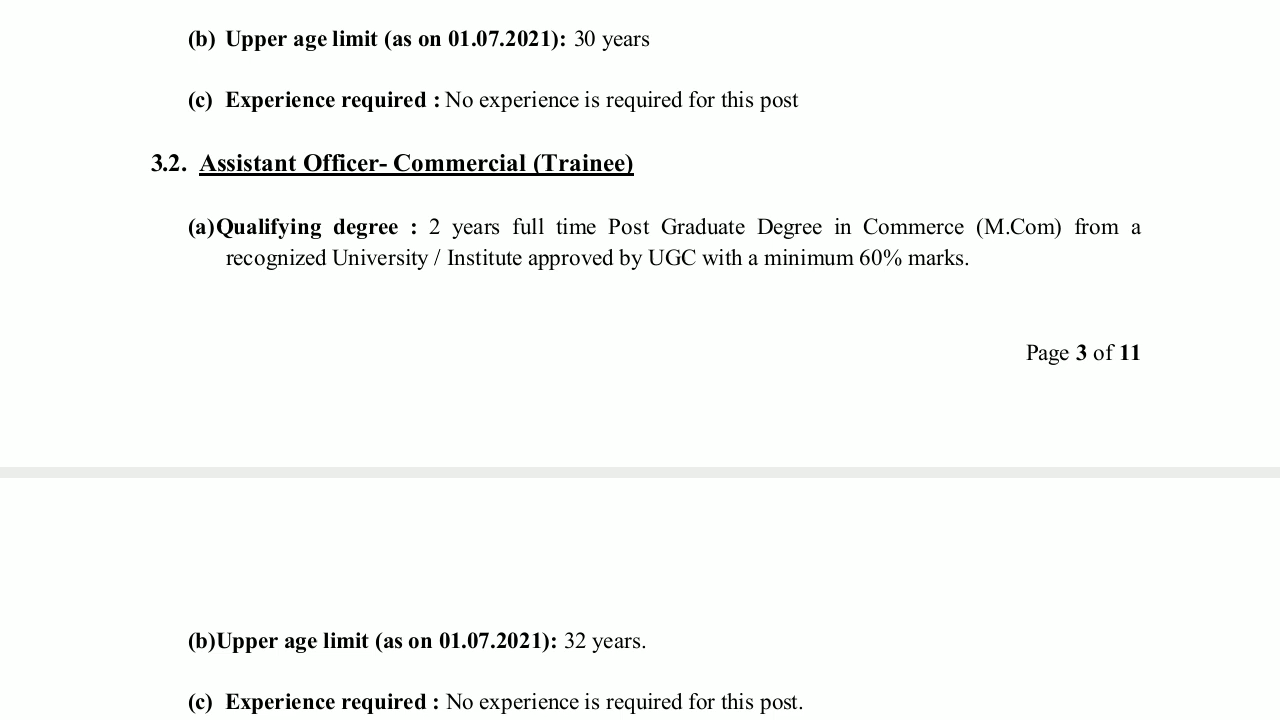 (b) Upper age limit (as on 01.07.2021): 30 years
(c) Experience required : No experience is required for this post
3.2. Assistant Officer- Commercial (Trainee)
(a)Qualifying degree : 2 years full time Post Graduate Degree in Commerce (M.Com) from a
recognized University / Institute approved by UGC with a minimum 60% marks.
Page 3 of 11
(b)Upper age limit (as on 01.07.2021): 32 years.
(c) Experience required : No experience is required for this post.